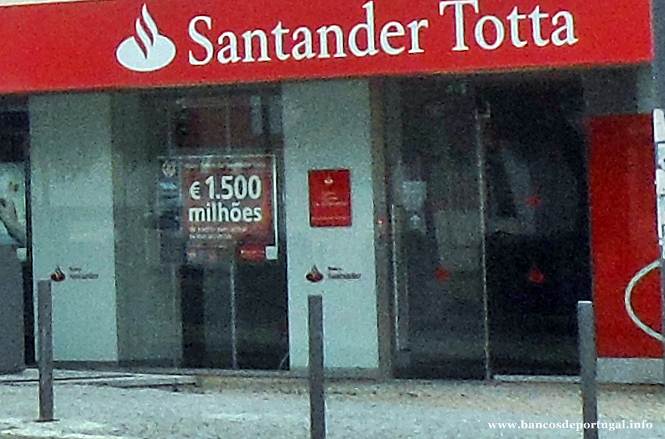 Santander Totta
€ 1.500
milhões
Santander
Santander
www.bancosdeportugal.info